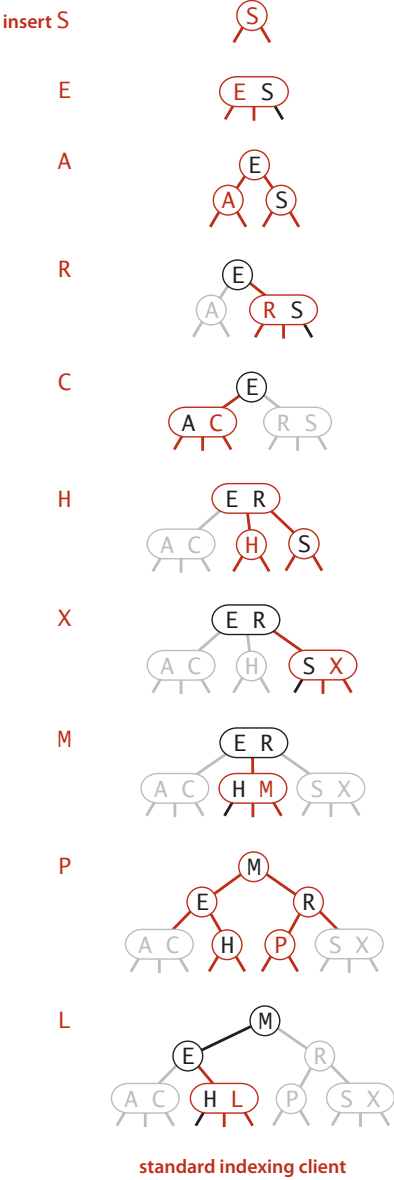 insert S
S
E
E S
A
E
A S
R
E
A R S
C
E
A C R S
H
E R
A C H S
X
E R
A C H S X
M
E R
A C H M S X
P
M
E R
A C H P S X
L
M
E R
A C H L P S X
standard indexing client